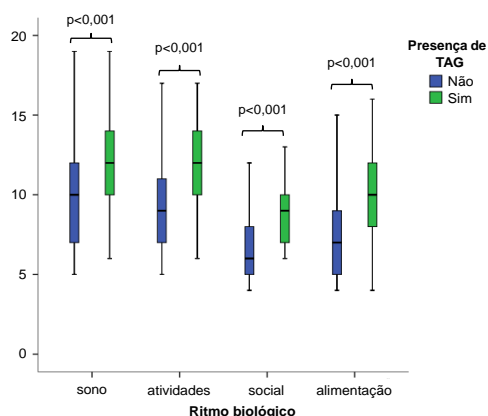 20
15
10
5
0
p<0,001
p<0,001
p<0,001
p<0,001
Presença de
TAG
Não
Sim
sono
atividades
social
alimentação
Ritmo biológico